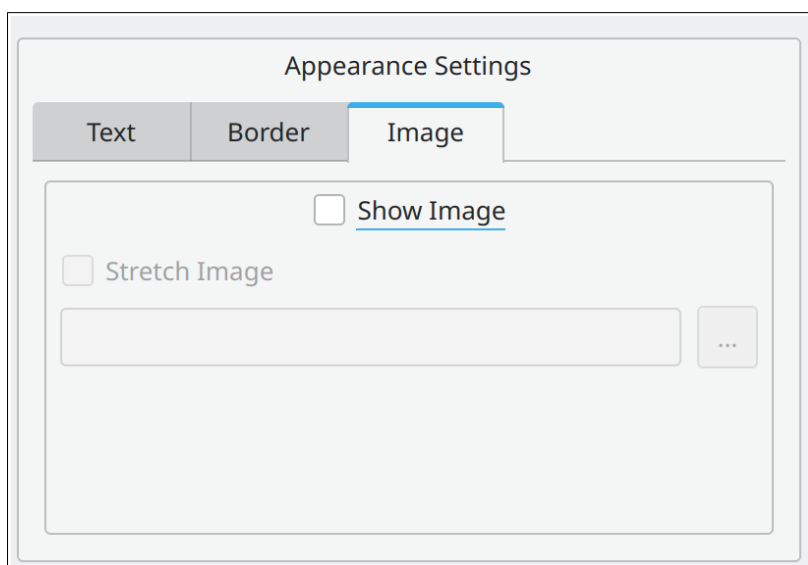 Appearance Settings
Text Border Image
Show Image
Stretch Image
...